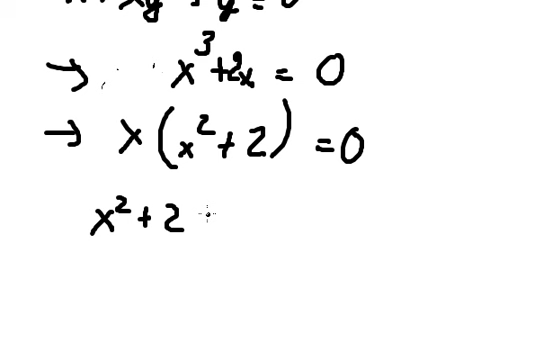 → x³+2x = 0
→ x(x²+2) =0
x²+2